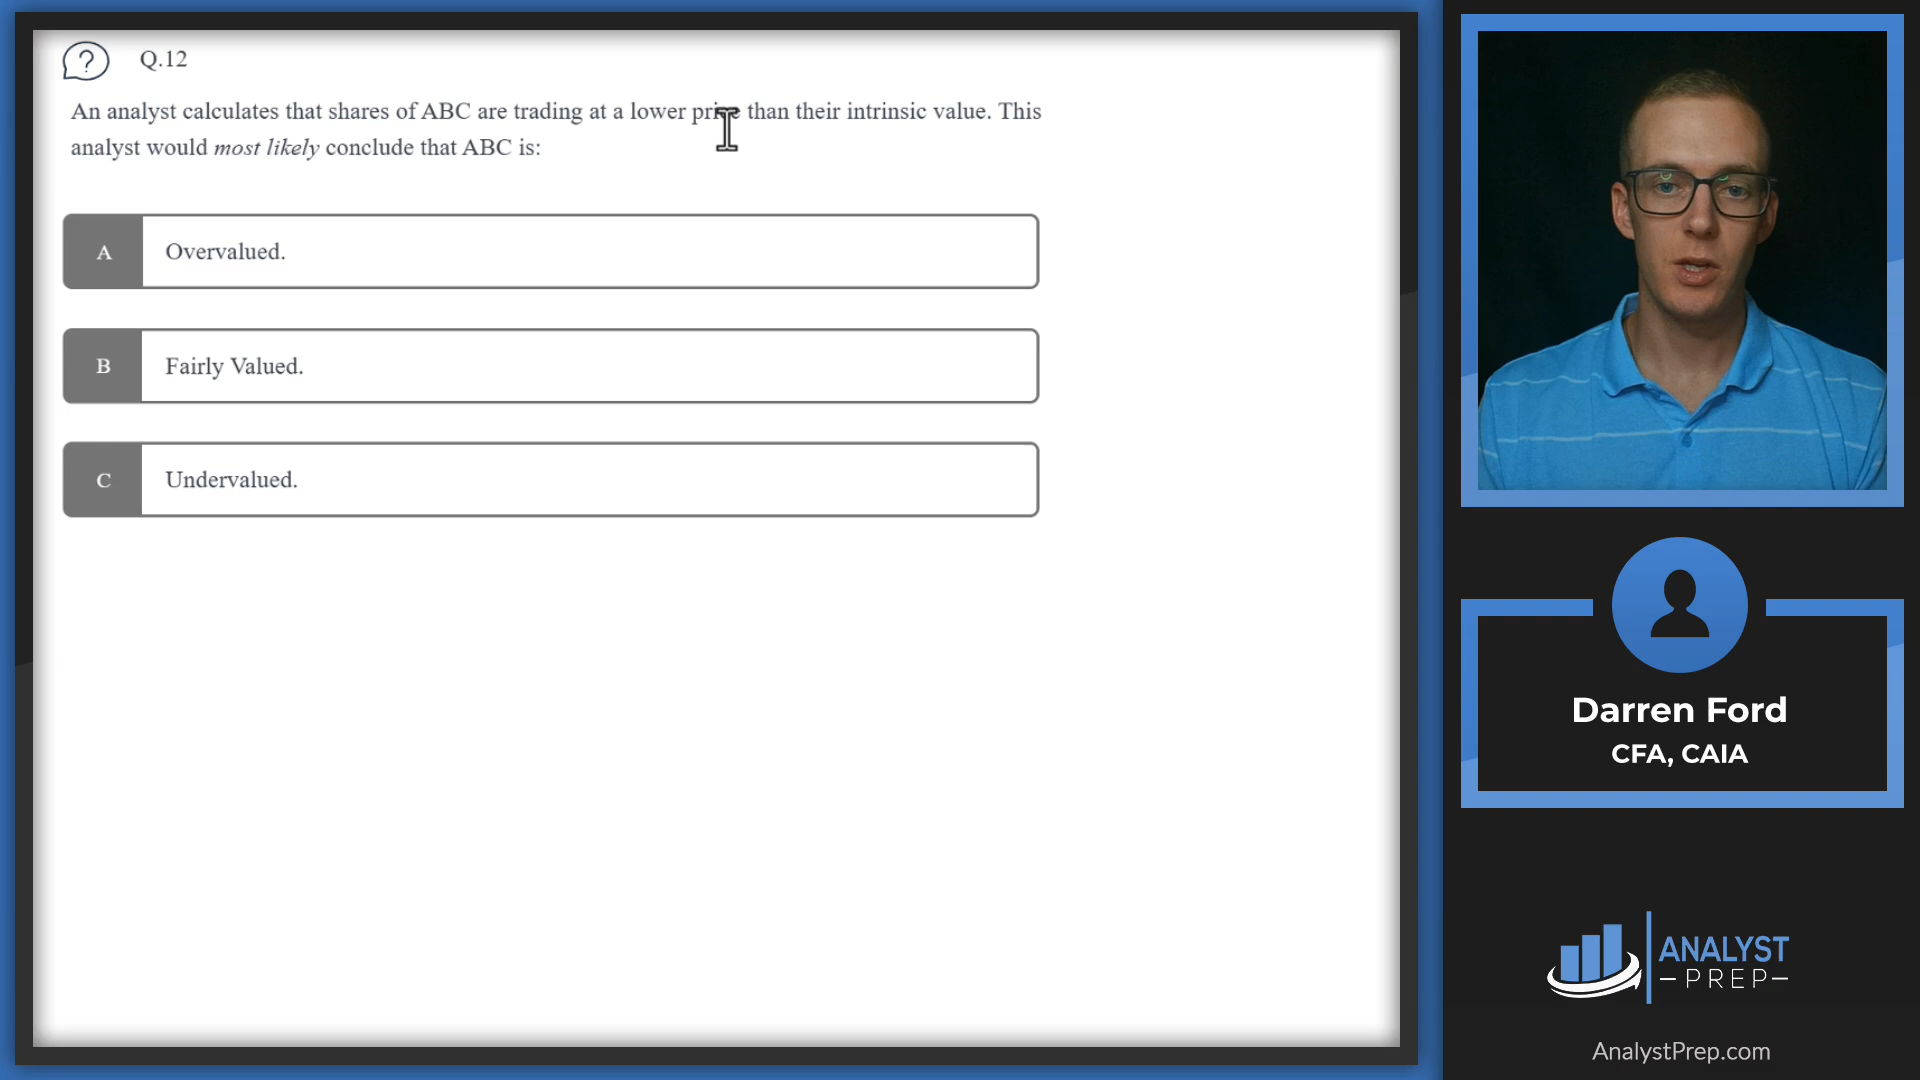 ?
Q.12
An analyst calculates that shares of ABC are trading at a lower price than their intrinsic value. This
analyst would most likely conclude that ABC is:
A
Overvalued.
B
Fairly Valued.
C
Undervalued.
Darren Ford
CFA, CAIA
ANALYST
PREP
AnalystPrep.com